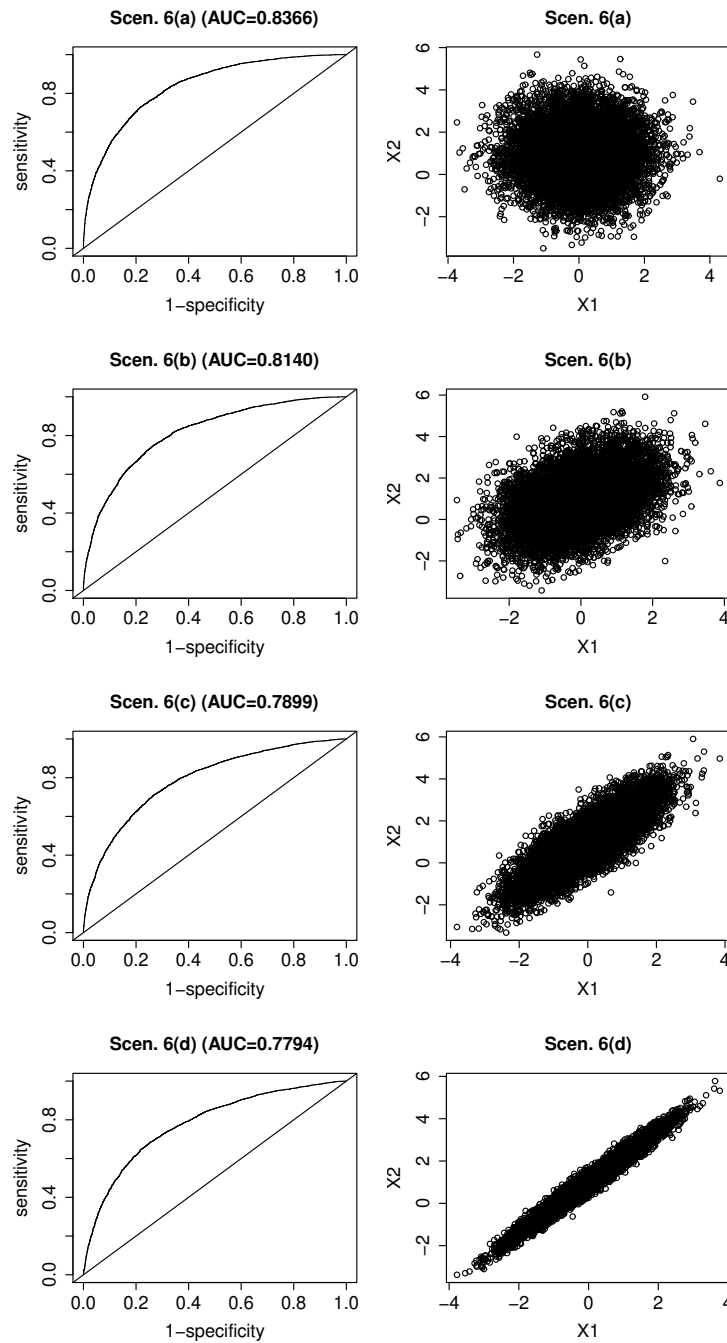 Scen. 6(a) (AUC=0.8366)
sensitivity
0.0 0.4 0.8
0.0 0.2 0.4 0.6 0.8 1.0
1−specificity
Scen. 6(a)
X2
−2 0 2 4 6
−4 −2 0 2 4
X1
Scen. 6(b) (AUC=0.8140)
sensitivity
0.0 0.4 0.8
0.0 0.2 0.4 0.6 0.8 1.0
1−specificity
Scen. 6(b)
X2
−2 0 2 4 6
−2 0 2 4
X1
Scen. 6(c) (AUC=0.7899)
sensitivity
0.0 0.4 0.8
0.0 0.2 0.4 0.6 0.8 1.0
1−specificity
Scen. 6(c)
X2
−2 0 2 4 6
−4 −2 0 2 4
X1
Scen. 6(d) (AUC=0.7794)
sensitivity
0.0 0.4 0.8
0.0 0.2 0.4 0.6 0.8 1.0
1−specificity
Scen. 6(d)
X2
−2 0 2 4 6
−4 −2 0 2 4
X1